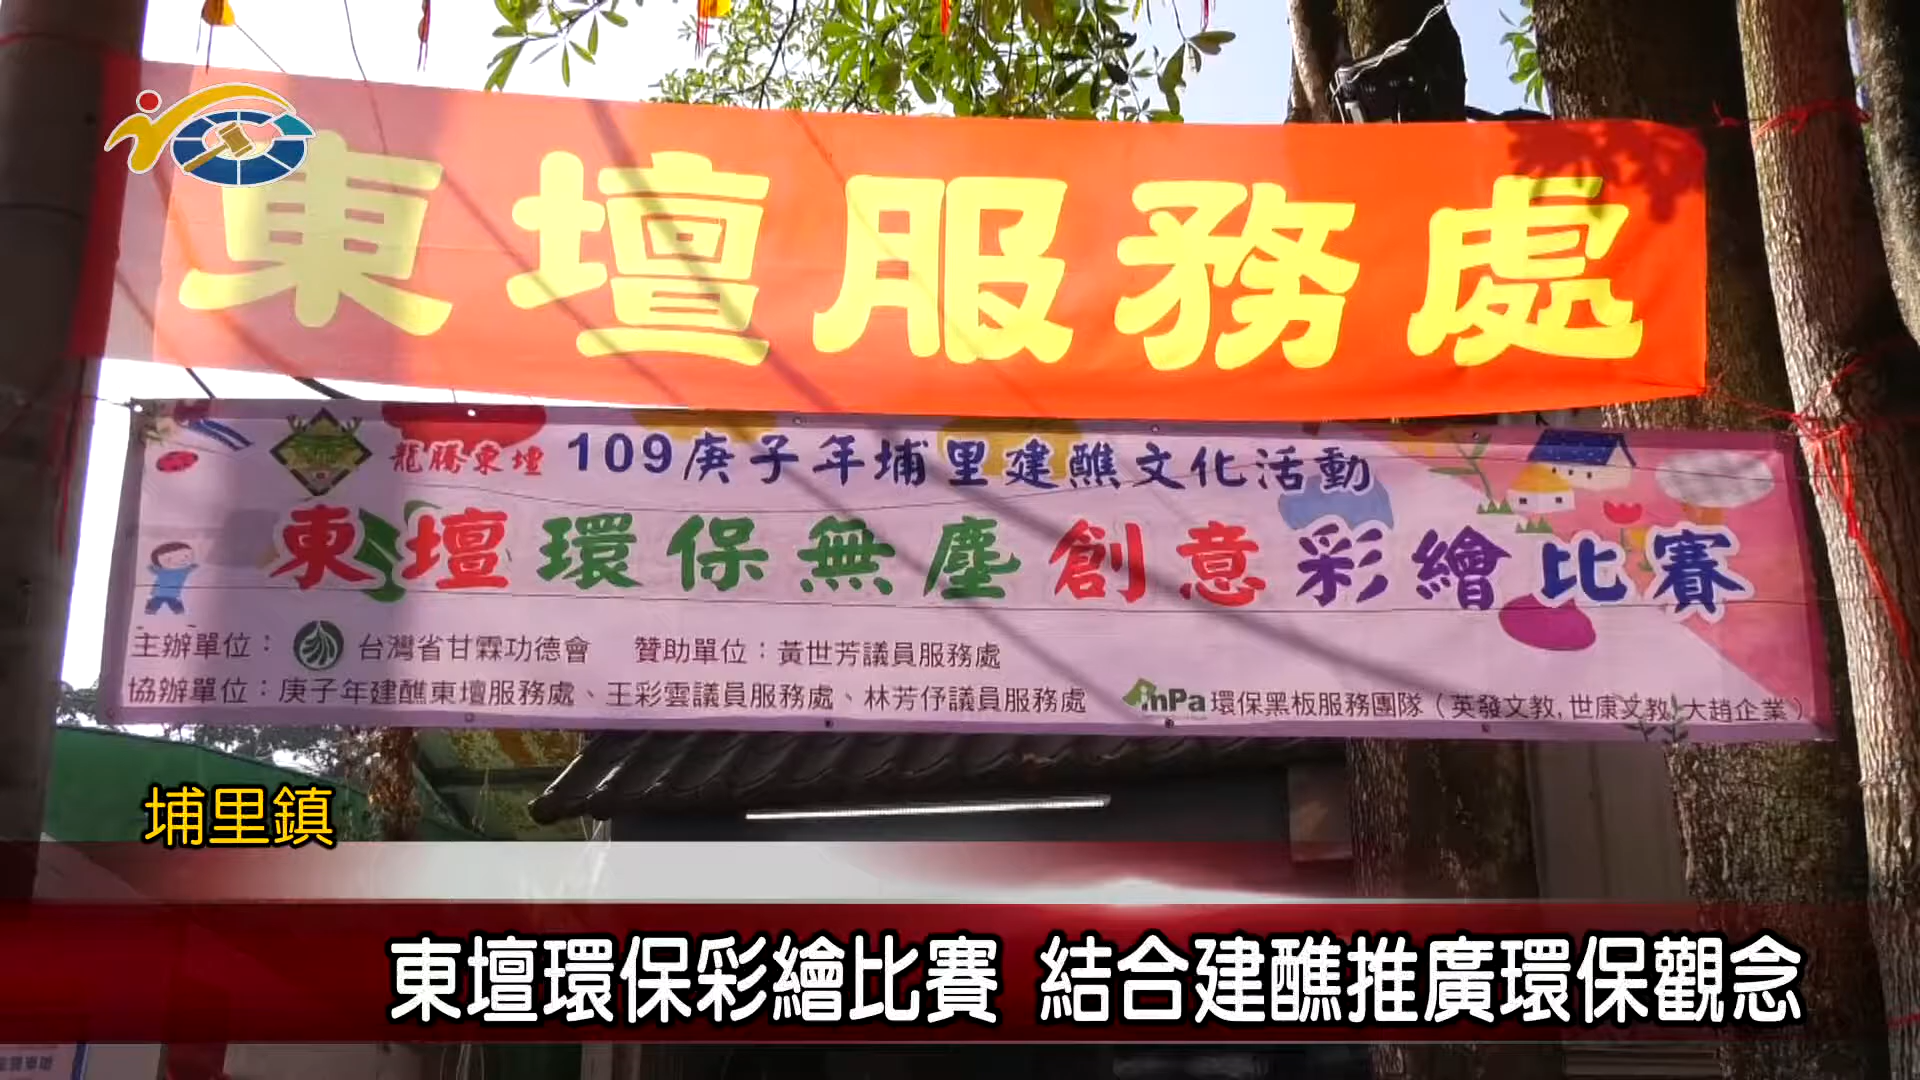 東壇服務處
龍騰東壇 109庚子年埔里建醮文化活動
東壇環保無塵創意彩繪比賽
主辦單位： 台灣省甘霖功德會 贊助單位：黃世芳議員服務處
協辦單位：庚子年建醮東壇服務處、王彩雲議員服務處、林芳伃議員服務處 inPa 環保黑板服務團隊（英發文教,世康文教,大趙企業）
埔里鎮
東壇環保彩繪比賽 結合建醮推廣環保觀念